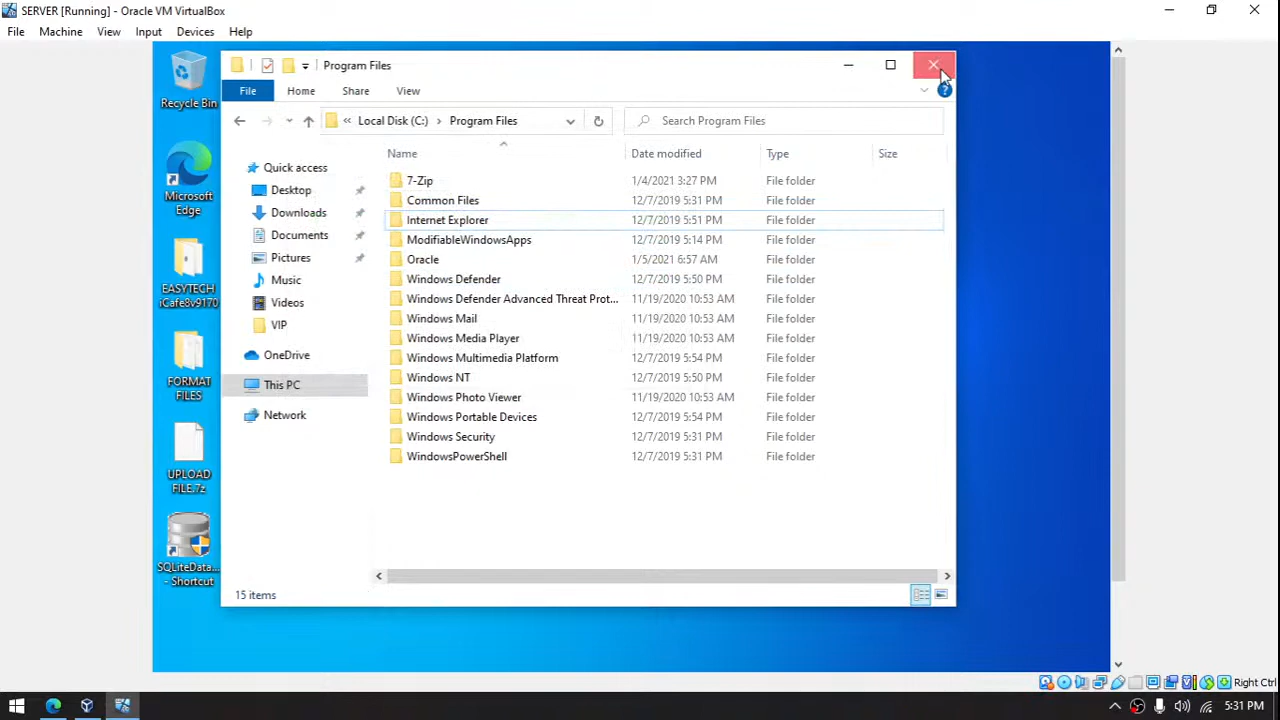 SERVER [Running] - Oracle VM VirtualBox
File Machine View Input Devices Help
Recycle Bin
Microsoft
Edge
EASYTECH
iCafe8v9170
FORMAT
FILES
UPLOAD
FILE.7z
SQLiteData...
- Shortcut
Program Files
File Home Share View
« Local Disk (C:) › Program Files
Search Program Files
Quick access
Desktop
Downloads
Documents
Pictures
Music
Videos
VIP
OneDrive
This PC
Network
Name Date modified Type Size
7-Zip 1/4/2021 3:27 PM File folder
Common Files 12/7/2019 5:31 PM File folder
Internet Explorer 12/7/2019 5:51 PM File folder
ModifiableWindowsApps 12/7/2019 5:14 PM File folder
Oracle 1/5/2021 6:57 AM File folder
Windows Defender 12/7/2019 5:50 PM File folder
Windows Defender Advanced Threat Prot... 11/19/2020 10:53 AM File folder
Windows Mail 11/19/2020 10:53 AM File folder
Windows Media Player 11/19/2020 10:53 AM File folder
Windows Multimedia Platform 12/7/2019 5:54 PM File folder
Windows NT 12/7/2019 5:50 PM File folder
Windows Photo Viewer 11/19/2020 10:53 AM File folder
Windows Portable Devices 12/7/2019 5:54 PM File folder
Windows Security 12/7/2019 5:31 PM File folder
WindowsPowerShell 12/7/2019 5:31 PM File folder
15 items
Right Ctrl
5:31 PM